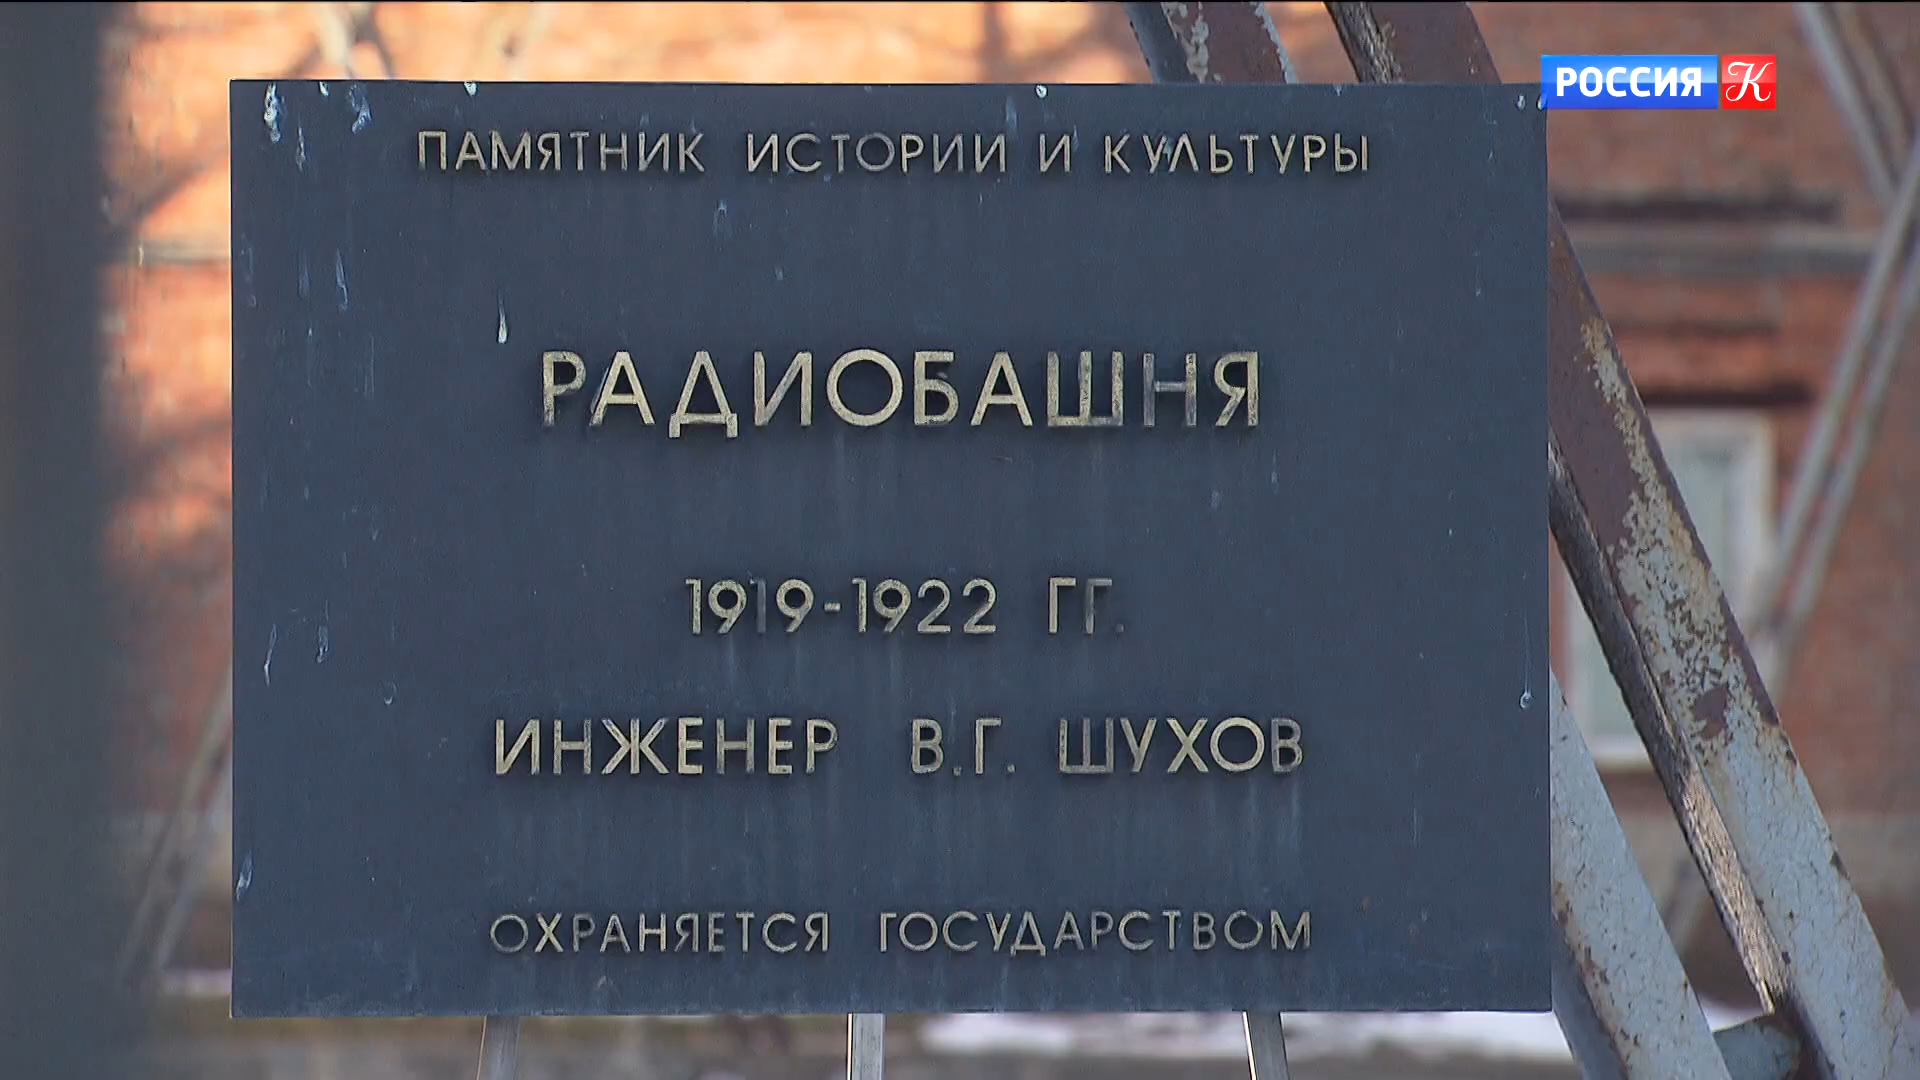 РОССИЯ К
ПАМЯТНИК ИСТОРИИ И КУЛЬТУРЫ
РАДИОБАШНЯ
1919-1922 ГГ.
ИНЖЕНЕР В.Г. ШУХОВ
ОХРАНЯЕТСЯ ГОСУДАРСТВОМ